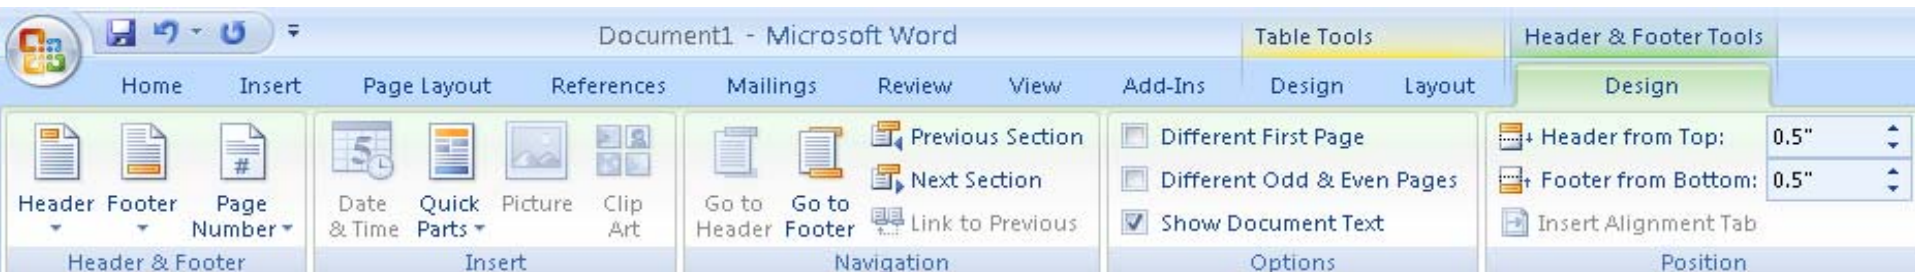 Document1 - Microsoft Word
Table Tools
Header & Footer Tools
Home Insert Page Layout References Mailings Review View Add-Ins Design Layout Design
Header
Footer
Page
Number
Header & Footer
5
Date
& Time
Quick
Parts
Picture
Clip
Art
Insert
Go to
Header
Go to
Footer
Previous Section
Next Section
Link to Previous
Navigation
Different First Page
Different Odd & Even Pages
Show Document Text
Options
Header from Top: 0.5"
Footer from Bottom: 0.5"
Insert Alignment Tab
Position